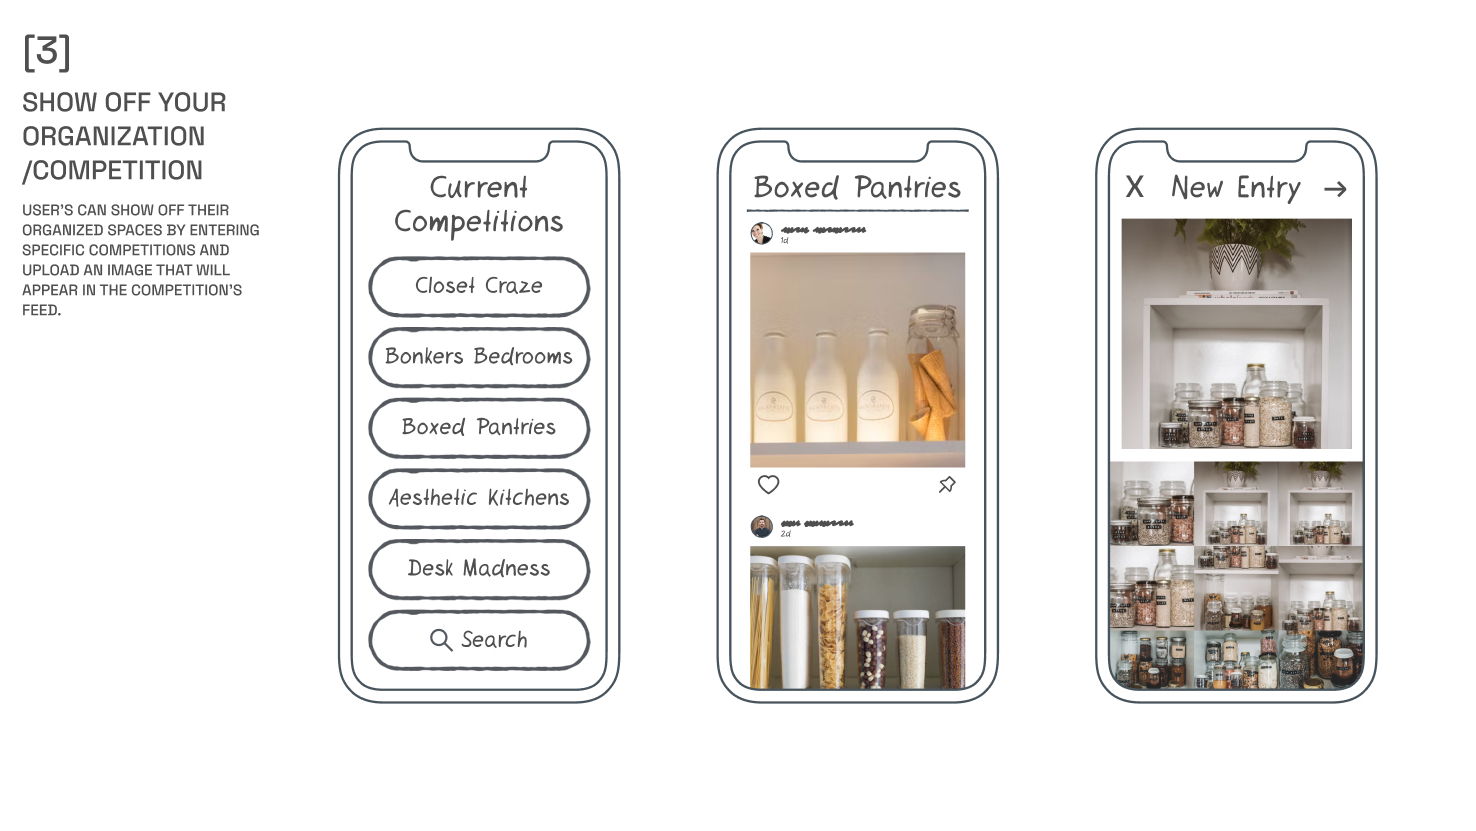 [3]
SHOW OFF YOUR
ORGANIZATION
/COMPETITION
USER'S CAN SHOW OFF THEIR
ORGANIZED SPACES BY ENTERING
SPECIFIC COMPETITIONS AND
UPLOAD AN IMAGE THAT WILL
APPEAR IN THE COMPETITION'S
FEED.
Current
Competitions
Closet Craze
Bonkers Bedrooms
Boxed Pantries
Aesthetic Kitchens
Desk Madness
Search
Boxed Pantries
1d
2d
X New Entry →